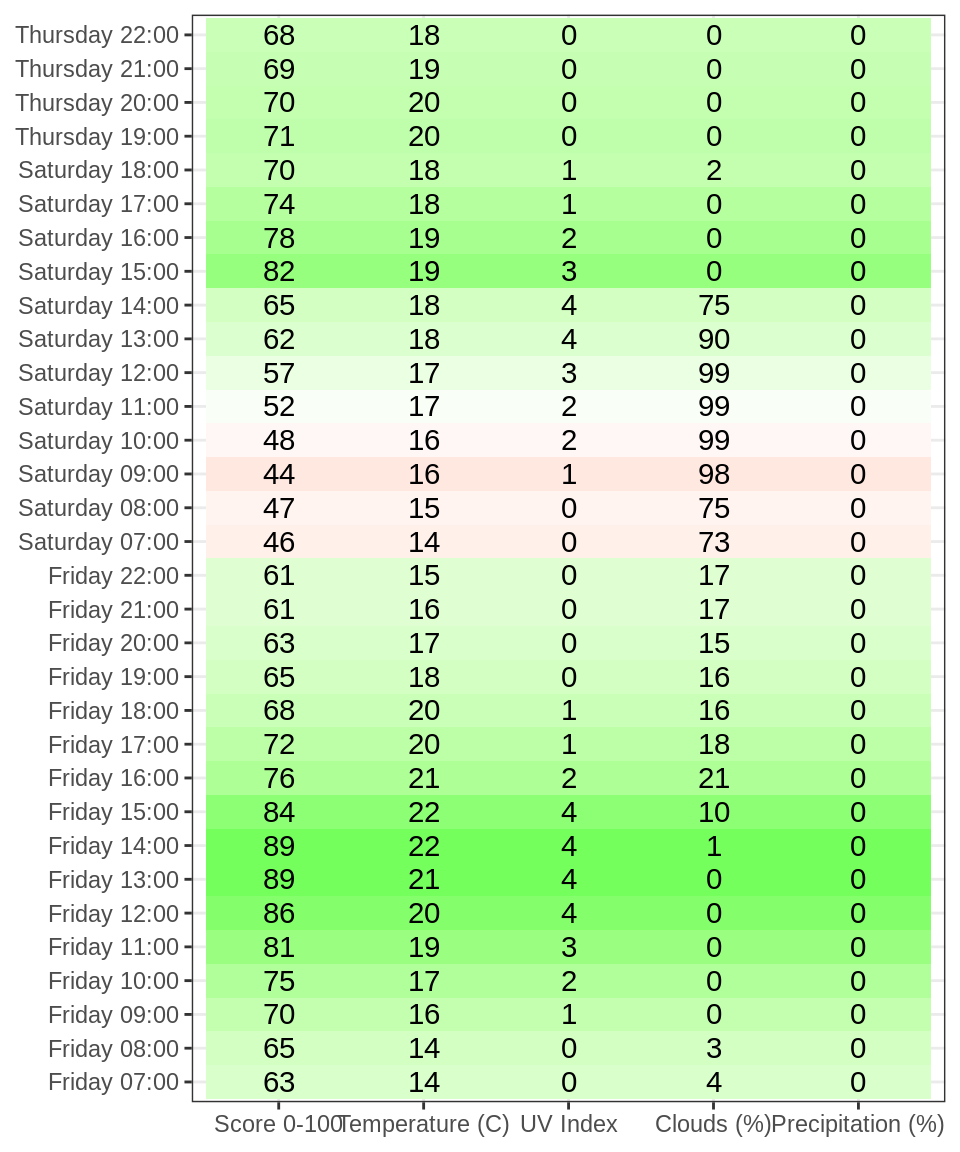 Thursday 22:00 68 18 0 0 0
Thursday 21:00 69 19 0 0 0
Thursday 20:00 70 20 0 0 0
Thursday 19:00 71 20 0 0 0
Saturday 18:00 70 18 1 2 0
Saturday 17:00 74 18 1 0 0
Saturday 16:00 78 19 2 0 0
Saturday 15:00 82 19 3 0 0
Saturday 14:00 65 18 4 75 0
Saturday 13:00 62 18 4 90 0
Saturday 12:00 57 17 3 99 0
Saturday 11:00 52 17 2 99 0
Saturday 10:00 48 16 2 99 0
Saturday 09:00 44 16 1 98 0
Saturday 08:00 47 15 0 75 0
Saturday 07:00 46 14 0 73 0
Friday 22:00 61 15 0 17 0
Friday 21:00 61 16 0 17 0
Friday 20:00 63 17 0 15 0
Friday 19:00 65 18 0 16 0
Friday 18:00 68 20 1 16 0
Friday 17:00 72 20 1 18 0
Friday 16:00 76 21 2 21 0
Friday 15:00 84 22 4 10 0
Friday 14:00 89 22 4 1 0
Friday 13:00 89 21 4 0 0
Friday 12:00 86 20 4 0 0
Friday 11:00 81 19 3 0 0
Friday 10:00 75 17 2 0 0
Friday 09:00 70 16 1 0 0
Friday 08:00 65 14 0 3 0
Friday 07:00 63 14 0 4 0
Score 0-100 Temperature (C) UV Index Clouds (%) Precipitation (%)